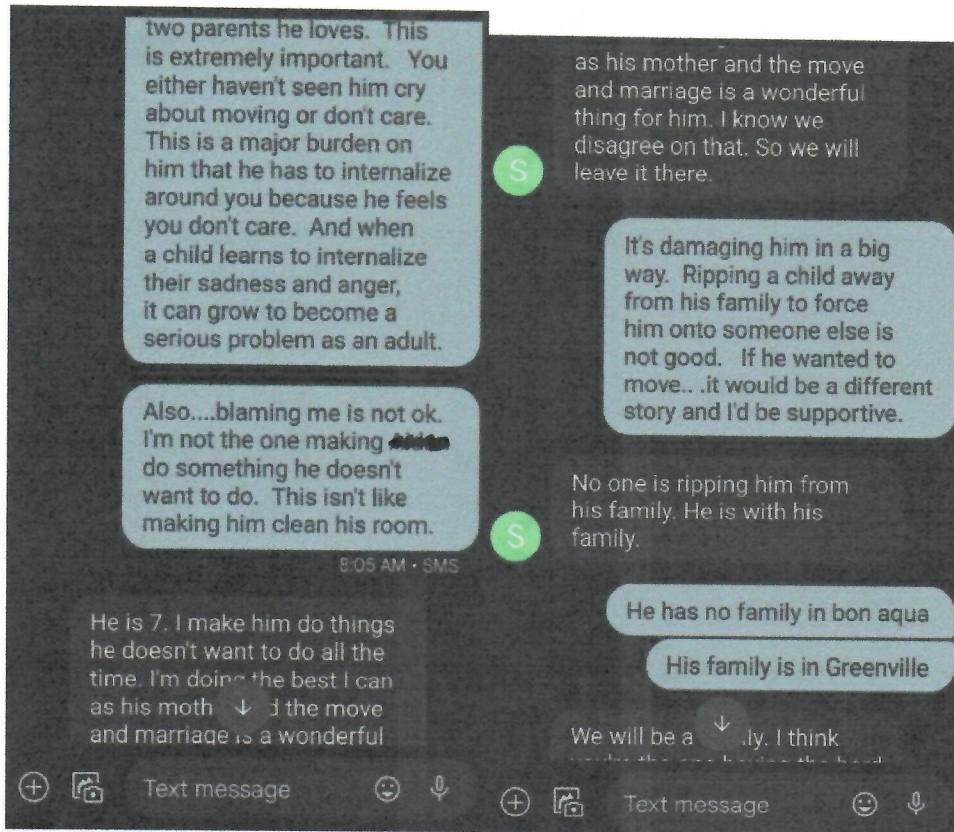 two parents he loves.  This
is extremely important.   You
either haven't seen him cry
about moving or don't care.
This is a major burden on
him that he has to internalize
around you because he feels
you don't care.  And when
a child learns to internalize
their sadness and anger,
it can grow to become a
serious problem as an adult.
Also....blaming me is not ok.
I'm not the one making
do something he doesn't
want to do.  This isn't like
making him clean his room.
8:05 AM • SMS
He is 7. I make him do things
he doesn't want to do all the
time. I'm doing the best I can
as his moth d the move
and marriage is a wonderful
Text message
as his mother and the move
and marriage is a wonderful
thing for him. I know we
disagree on that. So we will
leave it there.
S
It's damaging him in a big
way.  Ripping a child away
from his family to force
him onto someone else is
not good.   If he wanted to
move.. .it would be a different
story and I'd be supportive.
No one is ripping him from
his family. He is with his
family.
S
He has no family in bon aqua
His family is in Greenville
We will be a ly. I think
Text message